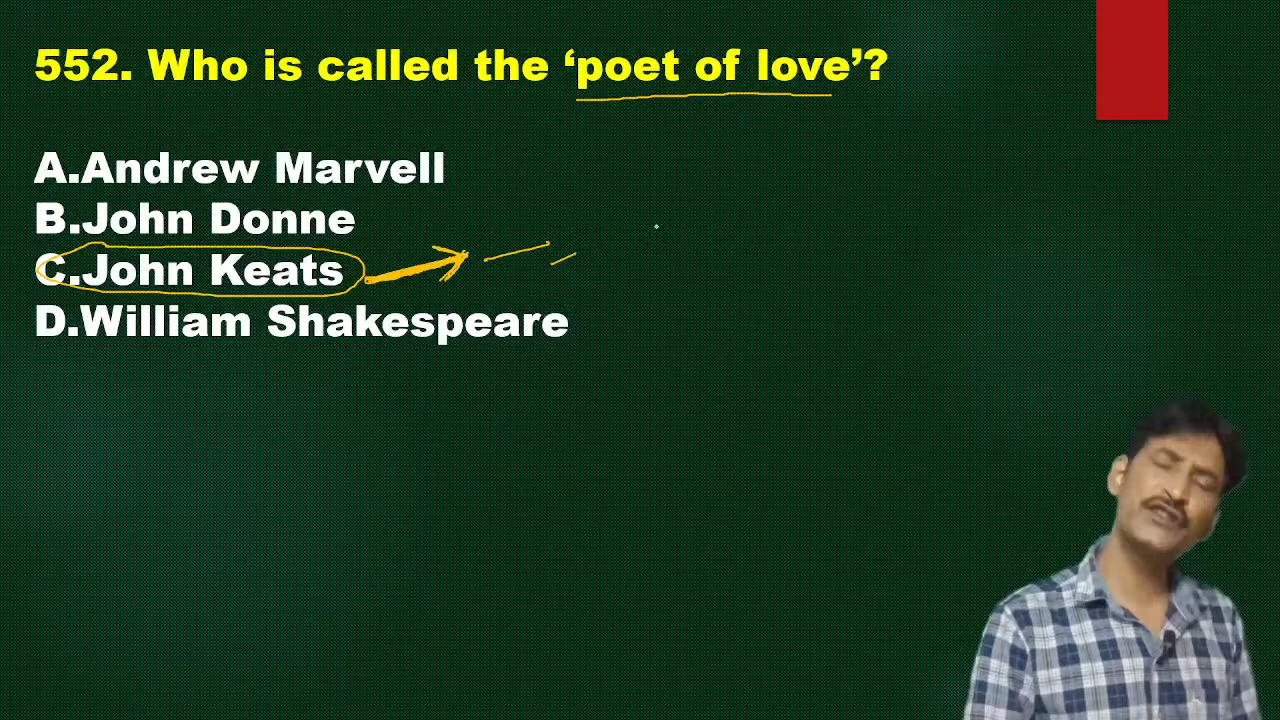 552. Who is called the ‘poet of love’?
A.Andrew Marvell
B.John Donne
C.John Keats
D.William Shakespeare